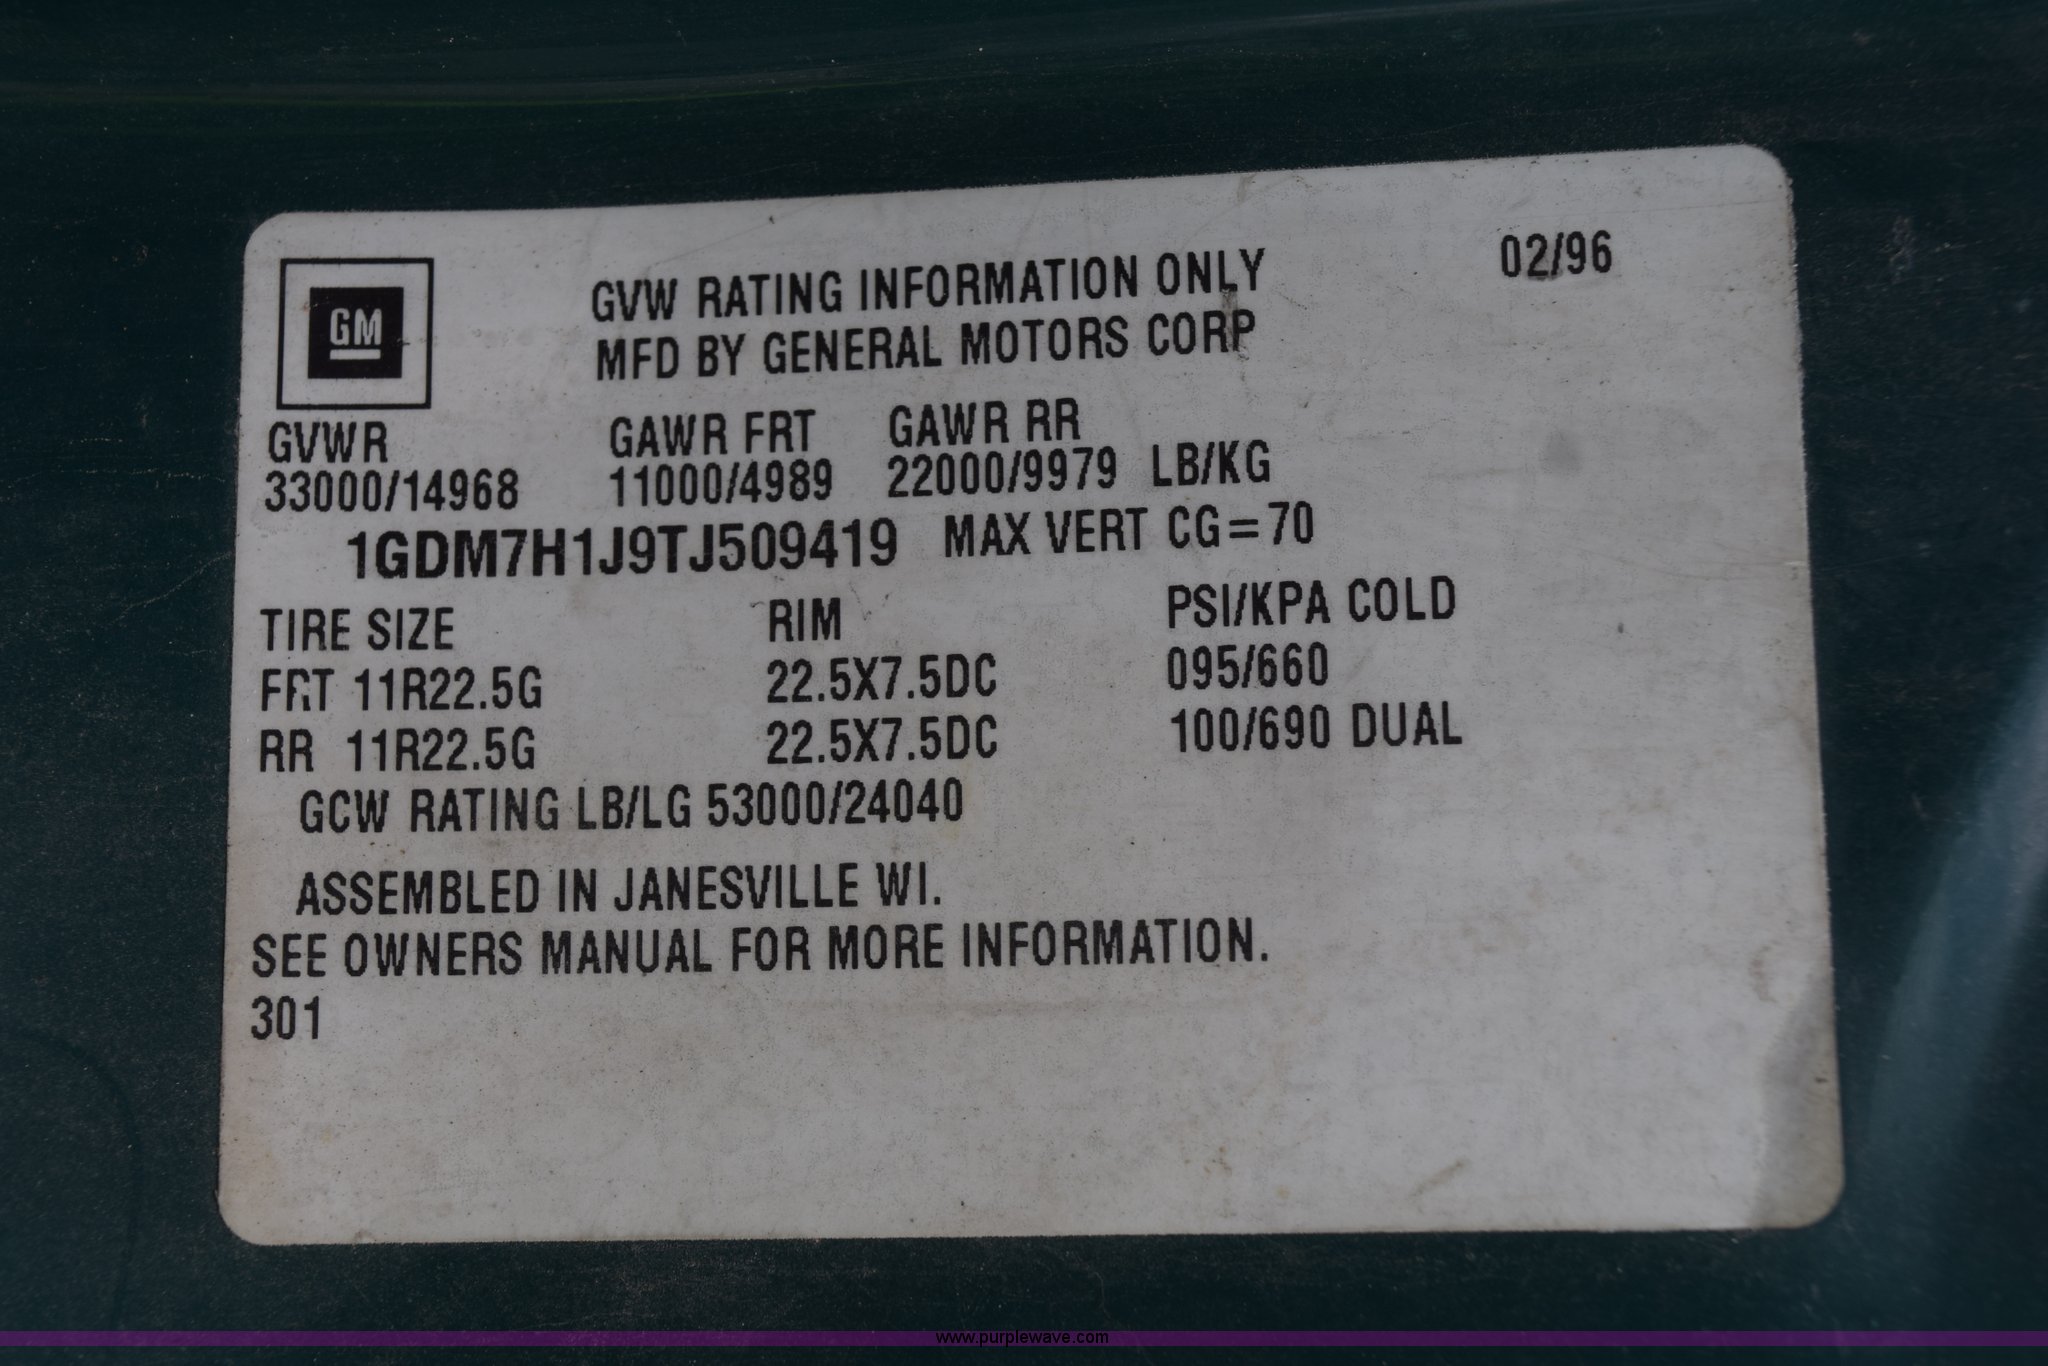 GM
GVW RATING INFORMATION ONLY 02/96
MFD BY GENERAL MOTORS CORP
GVWR GAWR FRT GAWR RR
33000/14968 11000/4989 22000/9979 LB/KG
1GDM7H1J9TJ509419 MAX VERT CG=70
TIRE SIZE RIM PSI/KPA COLD
FRT 11R22.5G 22.5X7.5DC 095/660
RR 11R22.5G 22.5X7.5DC 100/690 DUAL
GCW RATING LB/LG 53000/24040
ASSEMBLED IN JANESVILLE WI.
SEE OWNERS MANUAL FOR MORE INFORMATION.
301
www.purplewave.com